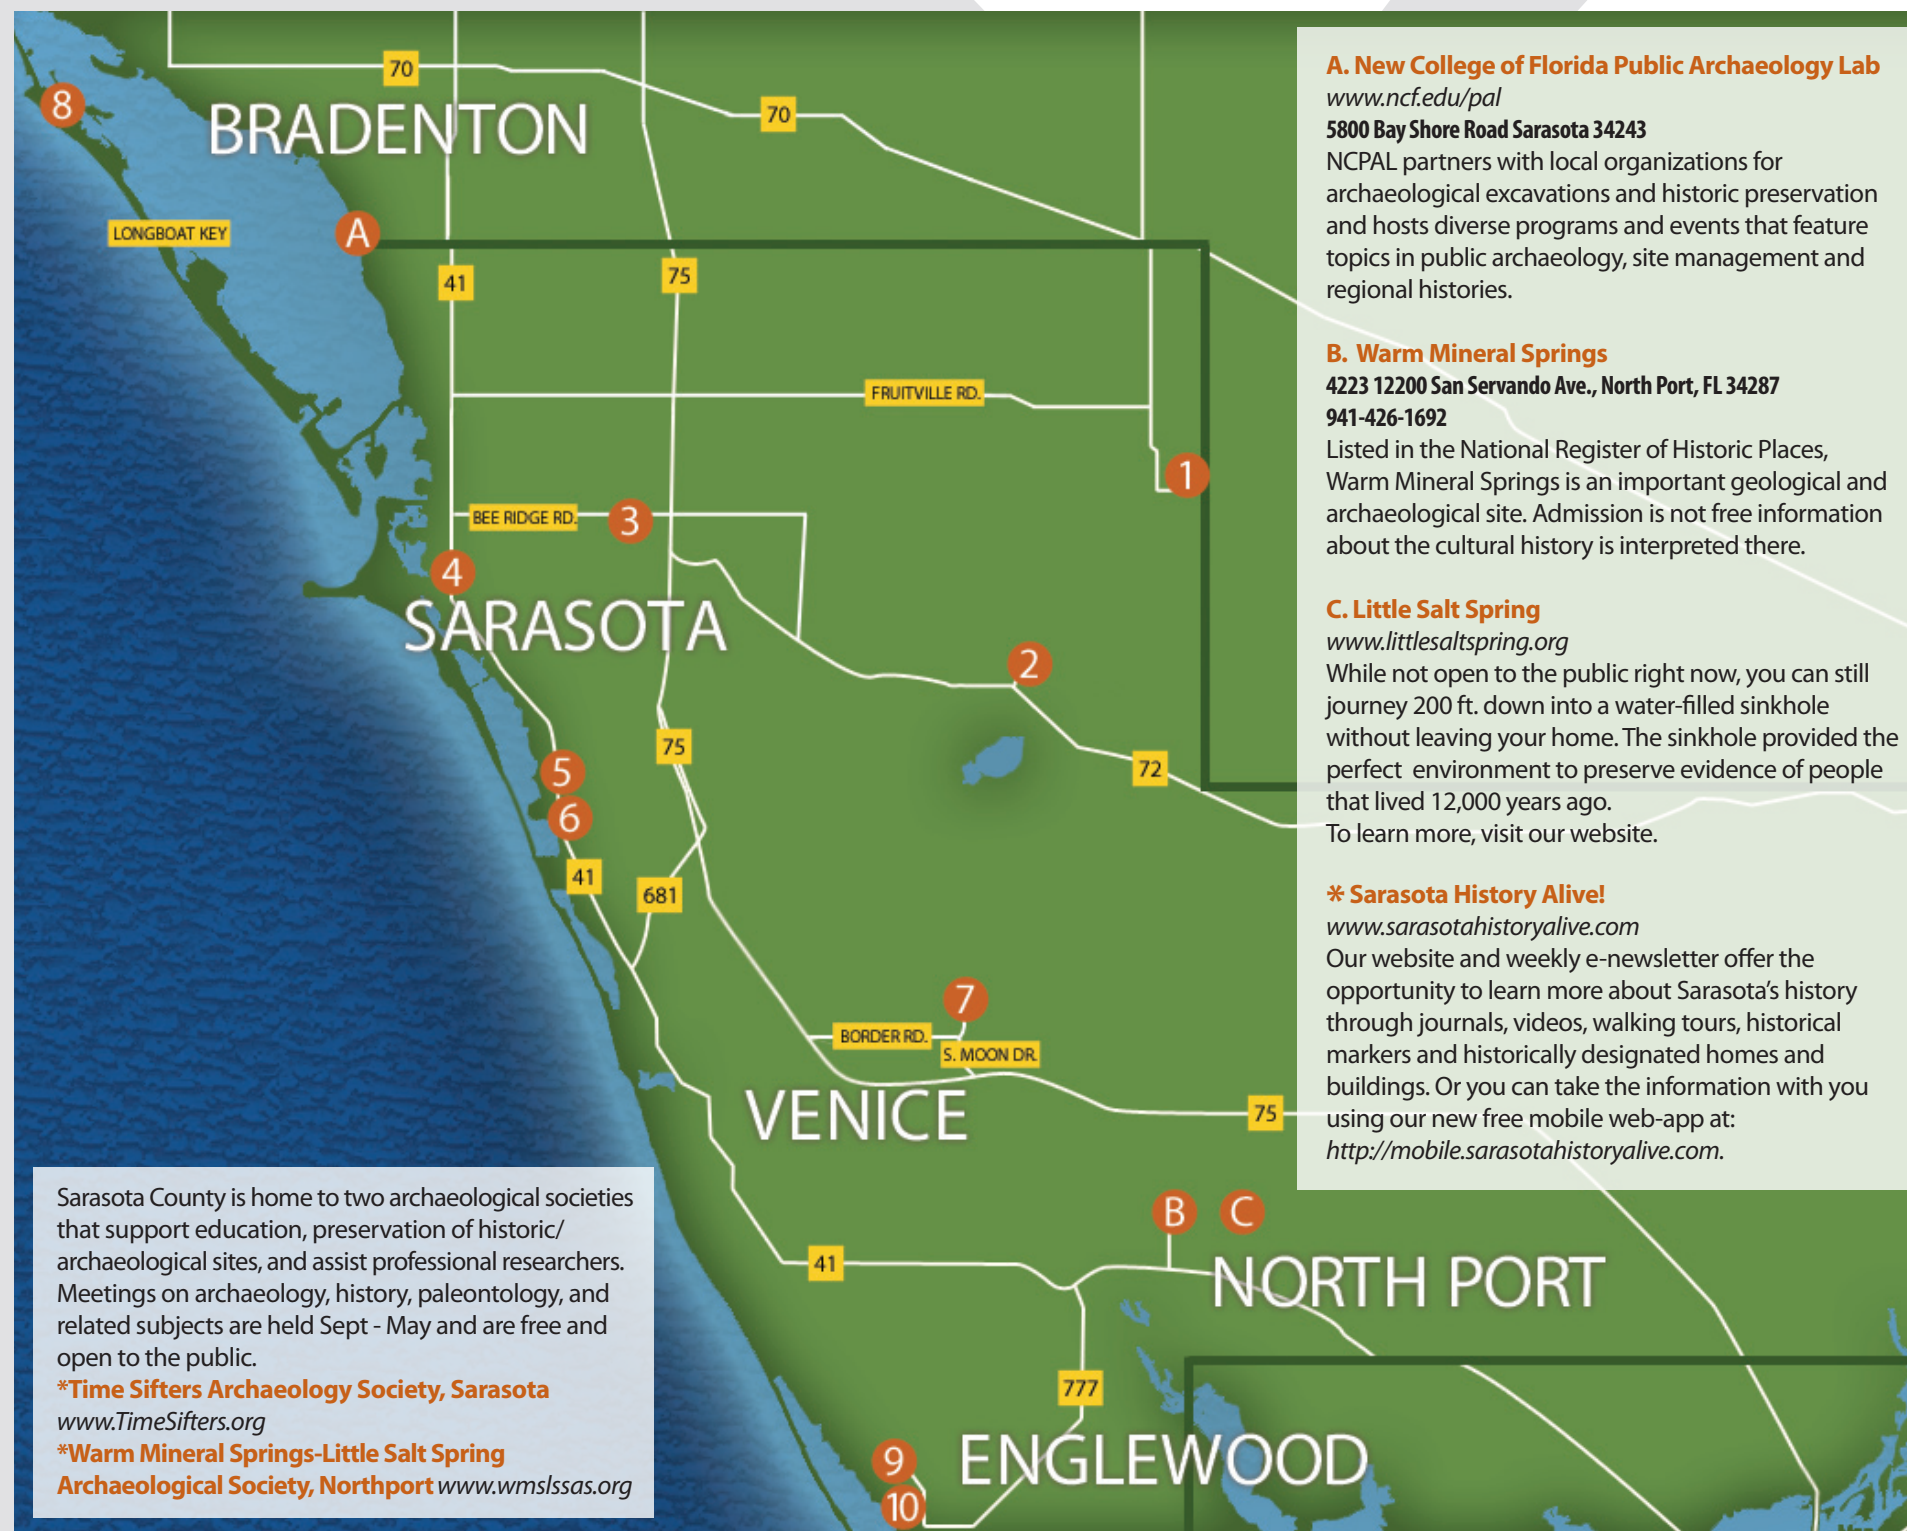 70
8
BRADENTON
70
LONGBOAT KEY
A
41
75
FRUITVILLE RD.
1
BEE RIDGE RD.
3
4
SARASOTA
2
75
72
5
6
41
681
7
BORDER RD.
S. MOON DR.
VENICE
75
B
C
41
NORTH PORT
777
ENGLEWOOD
9
10
A. New College of Florida Public Archaeology Lab
www.ncf.edu/pal
5800 Bay Shore Road Sarasota 34243
NCPAL partners with local organizations for
archaeological excavations and historic preservation
and hosts diverse programs and events that feature
topics in public archaeology, site management and
regional histories.
B. Warm Mineral Springs
4223 12200 San Servando Ave., North Port, FL 34287
941-426-1692
Listed in the National Register of Historic Places,
Warm Mineral Springs is an important geological and
archaeological site. Admission is not free information
about the cultural history is interpreted there.
C. Little Salt Spring
www.littlesaltspring.org
While not open to the public right now, you can still
journey 200 ft. down into a water-filled sinkhole
without leaving your home. The sinkhole provided the
perfect environment to preserve evidence of people
that lived 12,000 years ago.
To learn more, visit our website.
* Sarasota History Alive!
www.sarasotahistoryalive.com
Our website and weekly e-newsletter offer the
opportunity to learn more about Sarasota's history
through journals, videos, walking tours, historical
markers and historically designated homes and
buildings. Or you can take the information with you
using our new free mobile web-app at:
http://mobile.sarasotahistoryalive.com.
Sarasota County is home to two archaeological societies
that support education, preservation of historic/
archaeological sites, and assist professional researchers.
Meetings on archaeology, history, paleontology, and
related subjects are held Sept - May and are free and
open to the public.
*Time Sifters Archaeology Society, Sarasota
www.TimeSifters.org
*Warm Mineral Springs-Little Salt Spring
Archaeological Society, Northport www.wmslssas.org